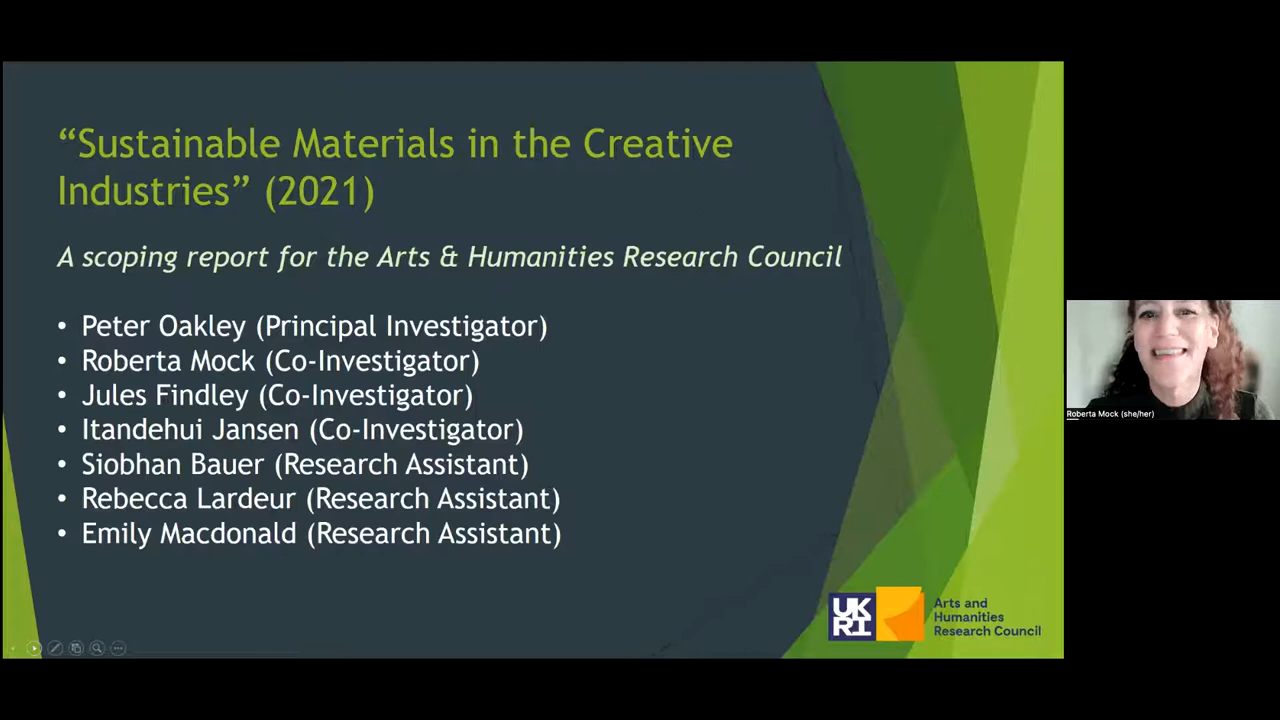 “Sustainable Materials in the Creative
Industries” (2021)
A scoping report for the Arts & Humanities Research Council
• Peter Oakley (Principal Investigator)
• Roberta Mock (Co-Investigator)
• Jules Findley (Co-Investigator)
• Itandehui Jansen (Co-Investigator)
• Siobhan Bauer (Research Assistant)
• Rebecca Lardeur (Research Assistant)
• Emily Macdonald (Research Assistant)
UK
RI
Arts and
Humanities
Research Council
Roberta Mock (she/her)